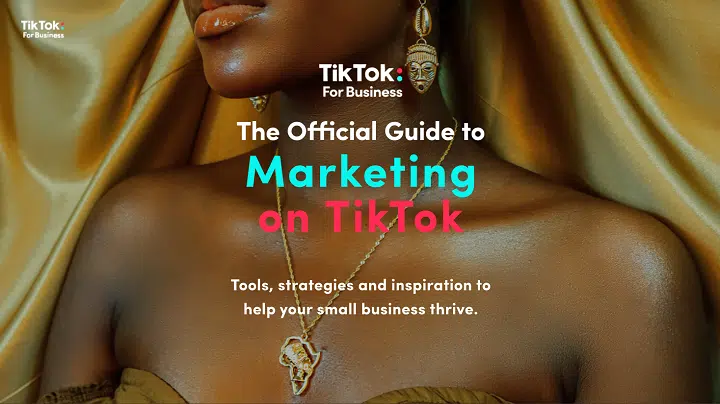 TikTok:
For Business
TikTok:
For Business
The Official Guide to
Marketing
on TikTok
Tools, strategies and inspiration to
help your small business thrive.